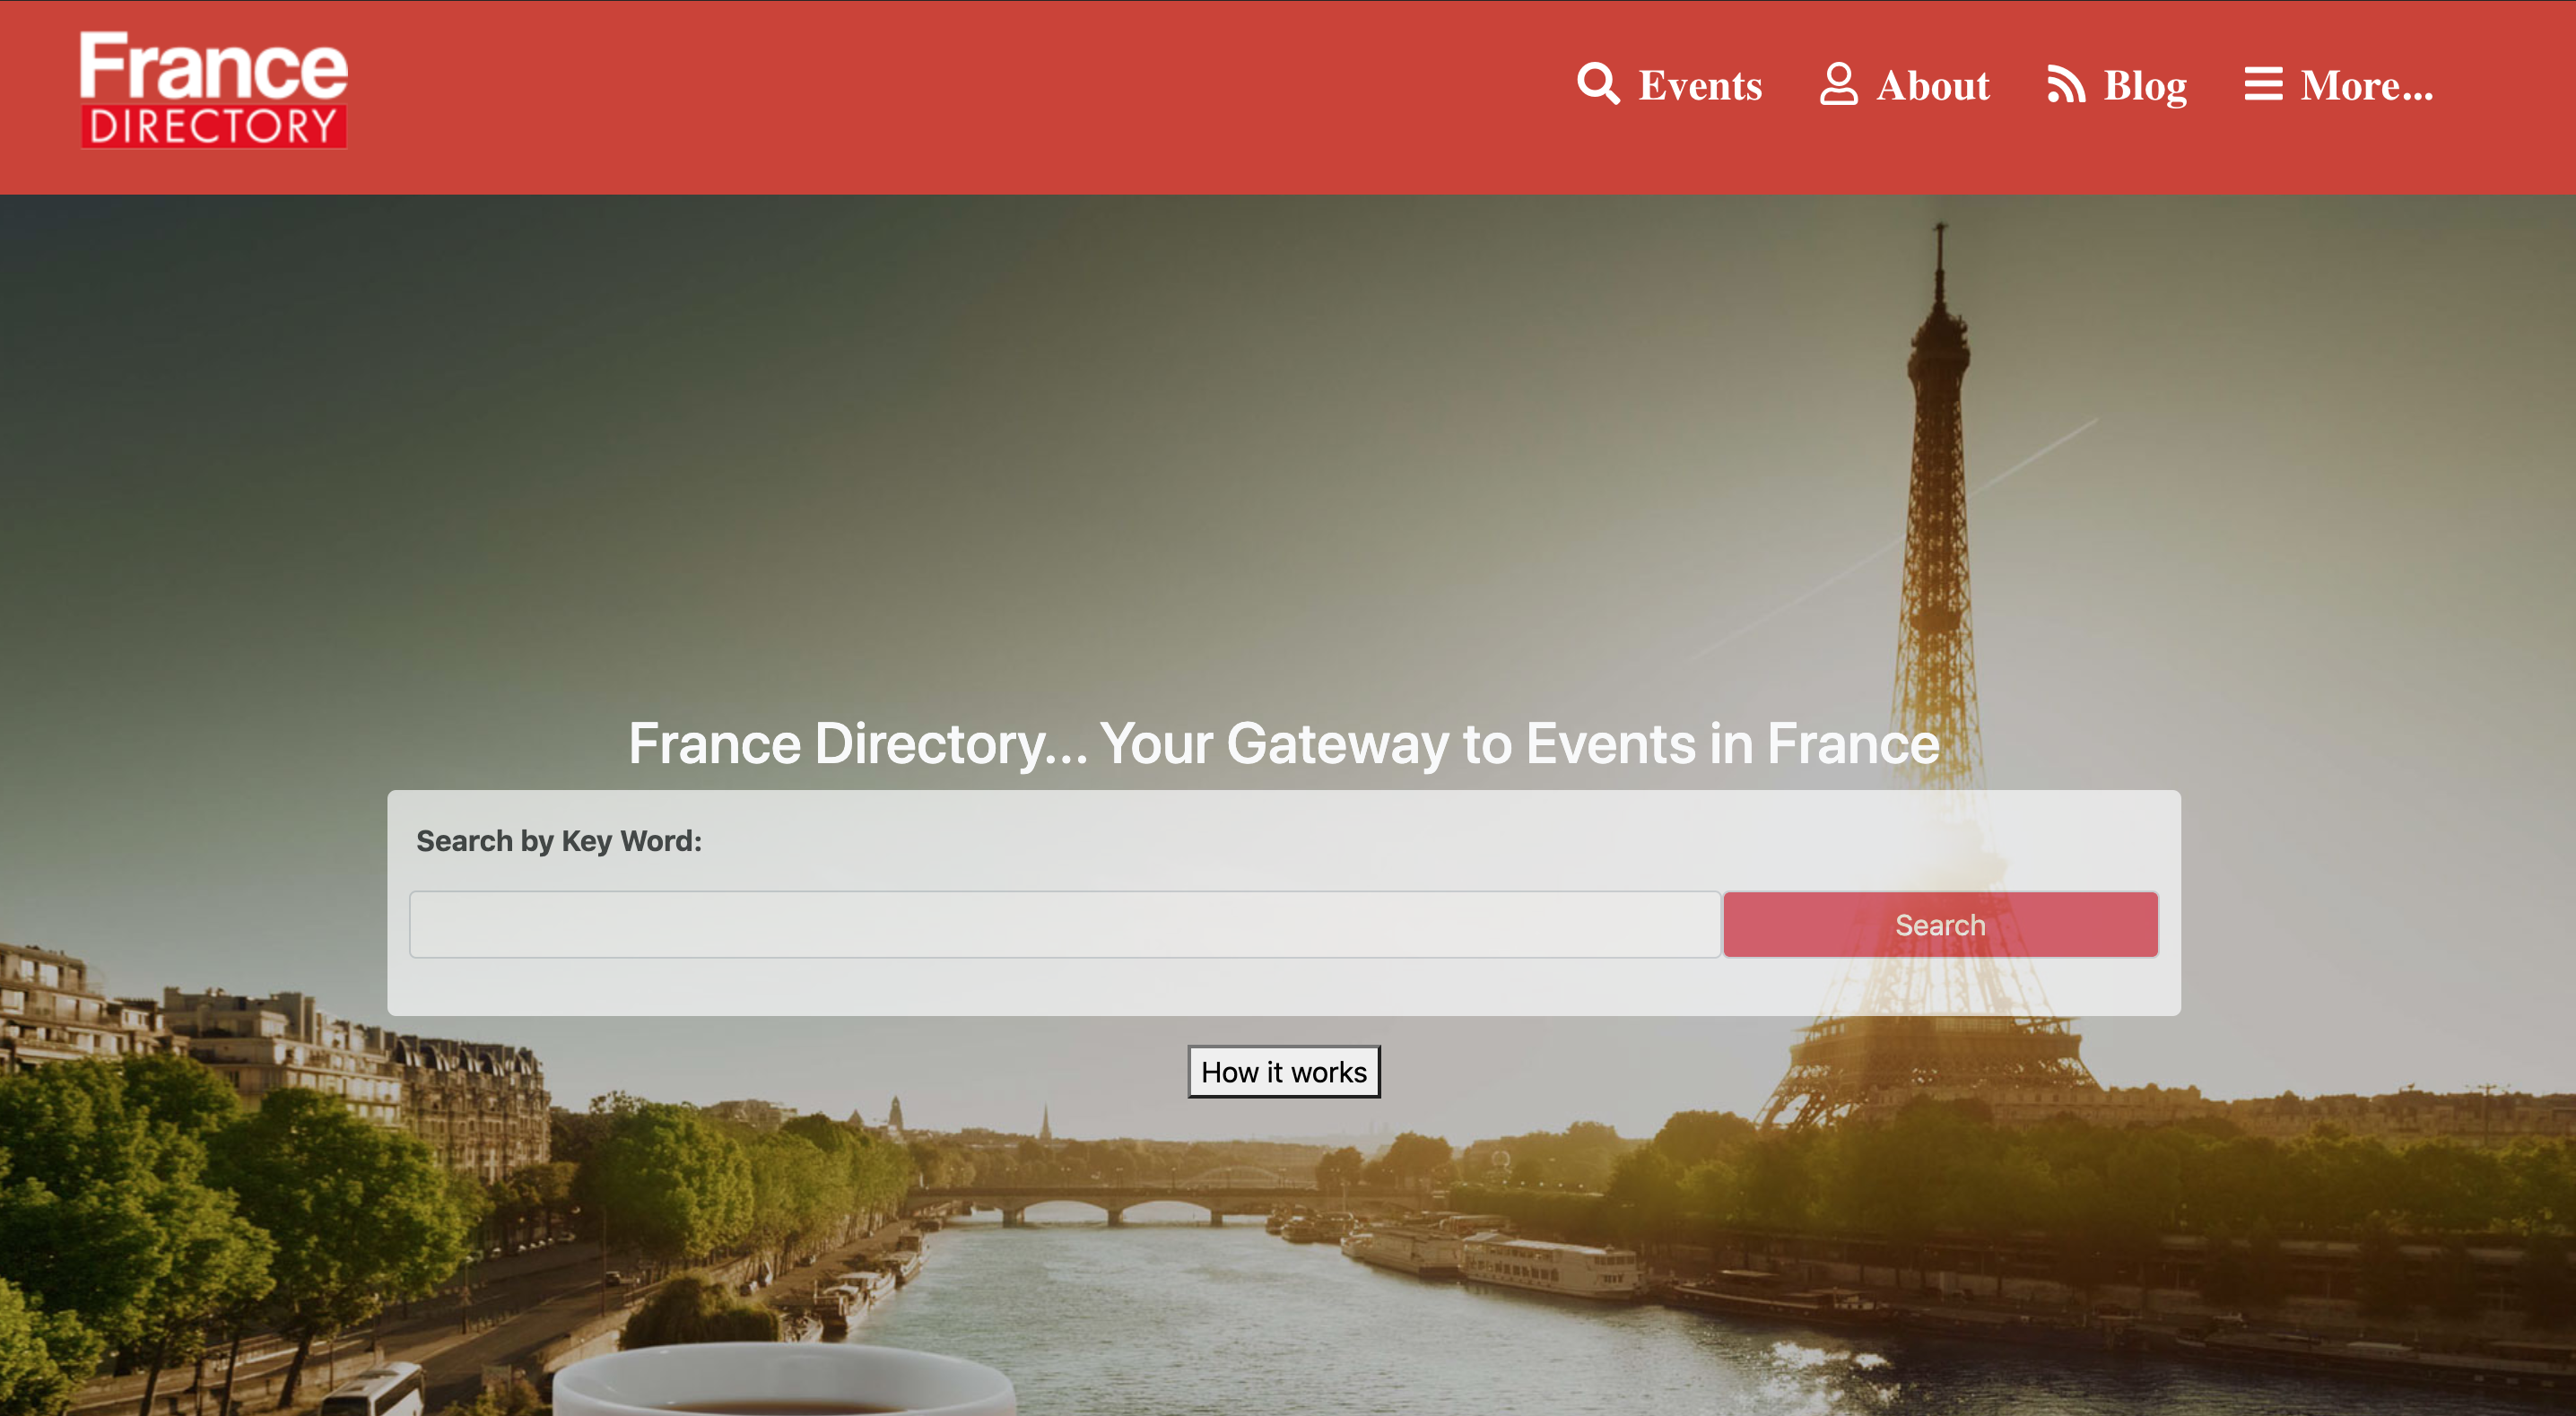 France
DIRECTORY
Events
About
Blog
More...
France Directory... Your Gateway to Events in France
Search by Key Word:
Search
How it works